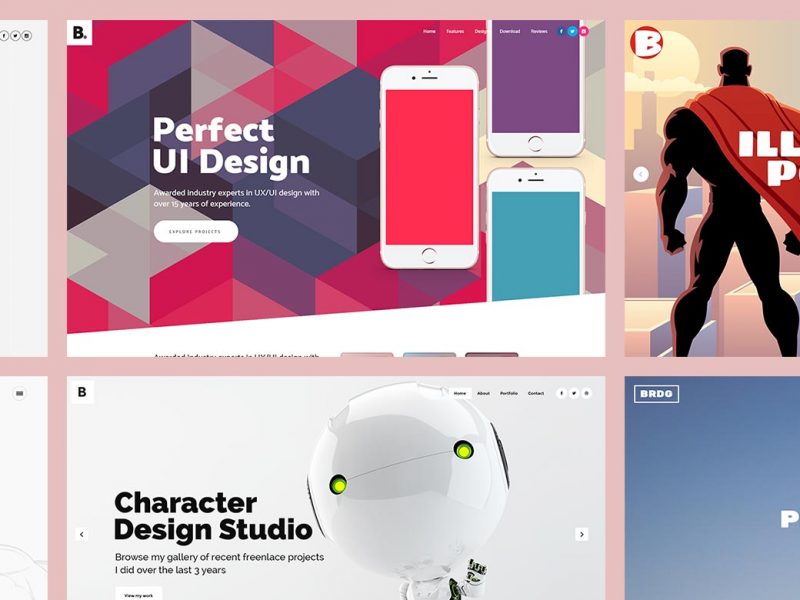 B.
Home Features Design Download Reviews
Perfect
UI Design
Awarded Industry experts in UX/UI design with
over 15 years of experience.
EXPLORE PROJECTS
Awarded Industry experts in UX/UI design with
B
ILL
P
B
Home About Portfolio Contact
Character
Design Studio
Browse my gallery of recent freenlace projects
I did over the last 3 years
View my work
BRDG
P